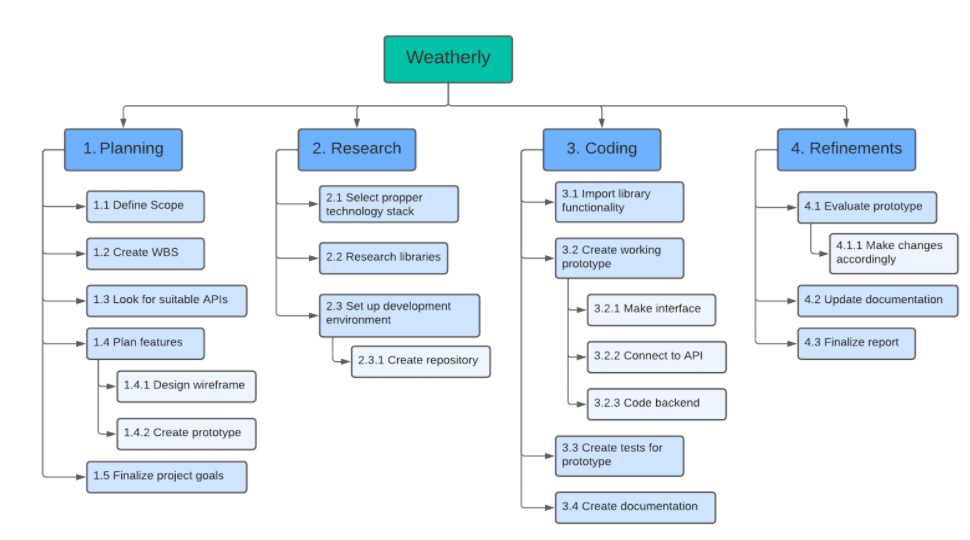 Weatherly
1. Planning
1.1 Define Scope
1.2 Create WBS
1.3 Look for suitable APIs
1.4 Plan features
1.4.1 Design wireframe
1.4.2 Create prototype
1.5 Finalize project goals
2. Research
2.1 Select propper
technology stack
2.2 Research libraries
2.3 Set up development
environment
2.3.1 Create repository
3. Coding
3.1 Import library
functionality
3.2 Create working
prototype
3.2.1 Make interface
3.2.2 Connect to API
3.2.3 Code backend
3.3 Create tests for
prototype
3.4 Create documentation
4. Refinements
4.1 Evaluate prototype
4.1.1 Make changes
accordingly
4.2 Update documentation
4.3 Finalize report